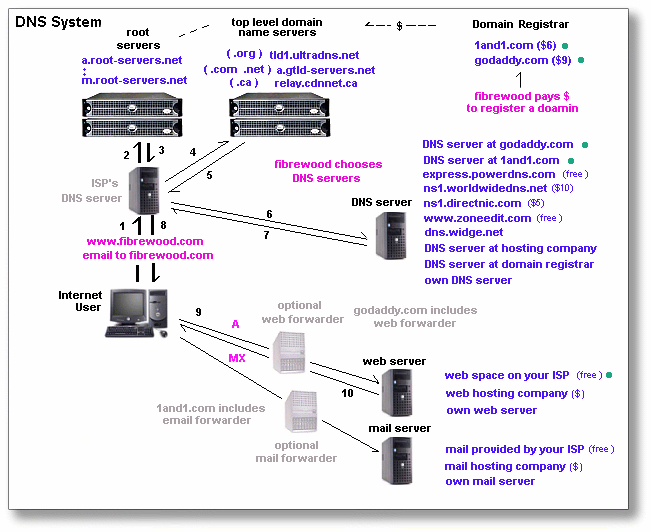 DNS System
root
servers
a.root-servers.net
:
m.root-servers.net
top level domain
name servers
(.org) tld1.ultradns.net
(.com .net) a.gtld-servers.net
(.ca) relay.cdnnet.ca
$
Domain Registrar
1and1.com ($6)
godaddy.com ($9)
fibrewood pays $
to register a doamin
2
3
4
5
ISP's
DNS server
fibrewood chooses
DNS servers
DNS server
DNS server at godaddy.com
DNS server at 1and1.com
express.powerdns.com (free)
ns1.worldwidedns.net ($10)
ns1.directnic.com ($5)
www.zoneedit.com (free)
dns.widge.net
DNS server at hosting company
DNS server at domain registrar
own DNS server
6
7
1
8
www.fibrewood.com
email to fibrewood.com
Internet
User
9
A
MX
optional
web forwarder
godaddy.com includes
web forwarder
10
web server
web space on your ISP (free)
web hosting company ($)
own web server
1and1.com includes
email forwarder
optional
mail forwarder
mail server
mail provided by your ISP (free)
mail hosting company ($)
own mail server